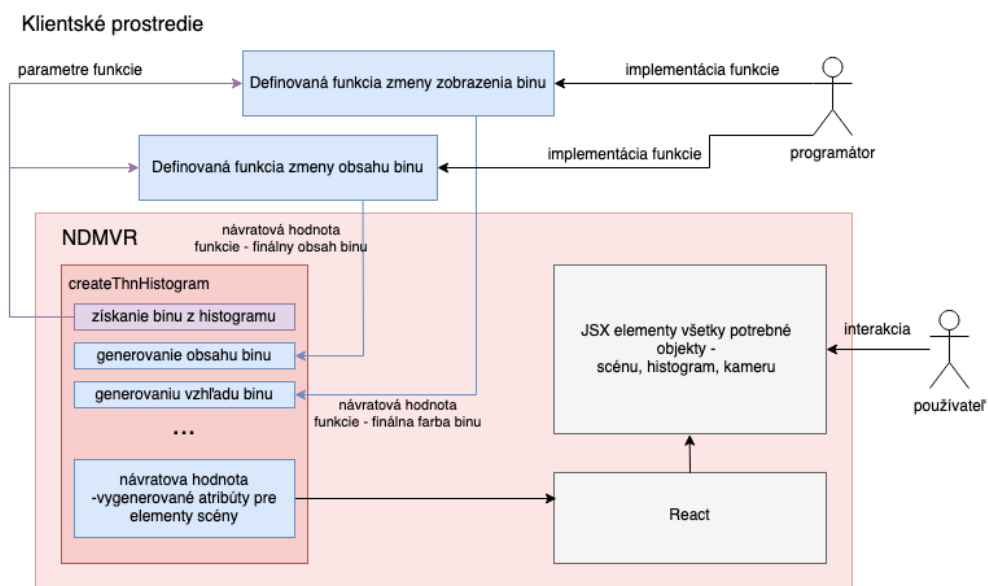 Klientské prostredie
parametre funkcie
Definovaná funkcia zmeny zobrazenia binu
implementácia funkcie
programátor
Definovaná funkcia zmeny obsahu binu
implementácia funkcie
NDMVR
návratová hodnota
funkcie - finálny obsah binu
createThnHistogram
získanie binu z histogramu
generovanie obsahu binu
generovaniu vzhľadu binu
návratová hodnota
funkcie - finálna farba binu
...
návratova hodnota
-vygenerované atribúty pre
elementy scény
JSX elementy všetky potrebné
objekty -
scénu, histogram, kameru
interakcia
používateľ
React